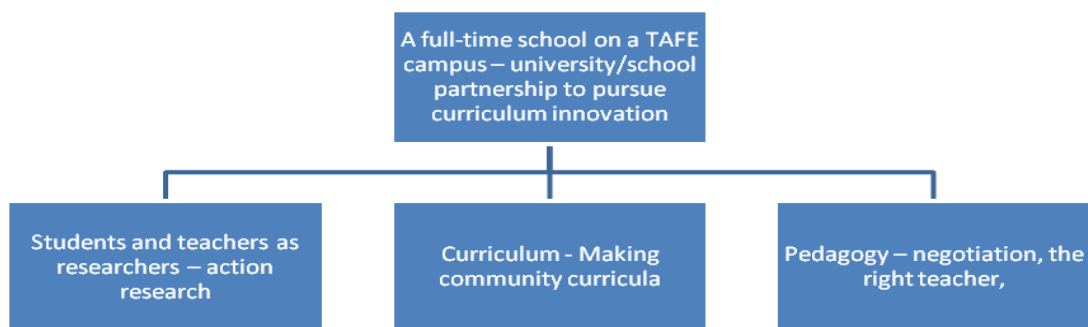 A full-time school on a TAFE
campus – university/school
partnership to pursue
curriculum innovation
Students and teachers as
researchers – action
research
Curriculum - Making
community curricula
Pedagogy – negotiation, the
right teacher,